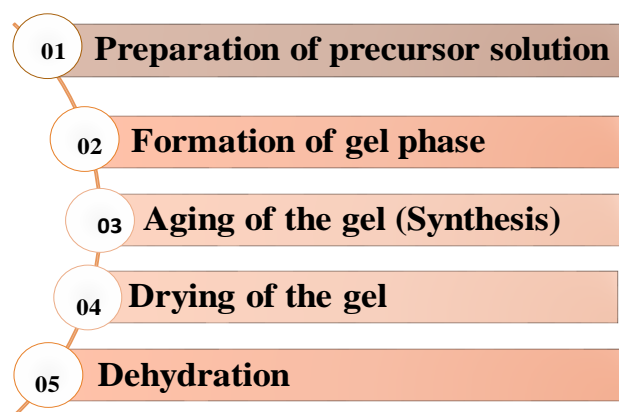 01 Preparation of precursor solution
02 Formation of gel phase
03 Aging of the gel (Synthesis)
04 Drying of the gel
05 Dehydration